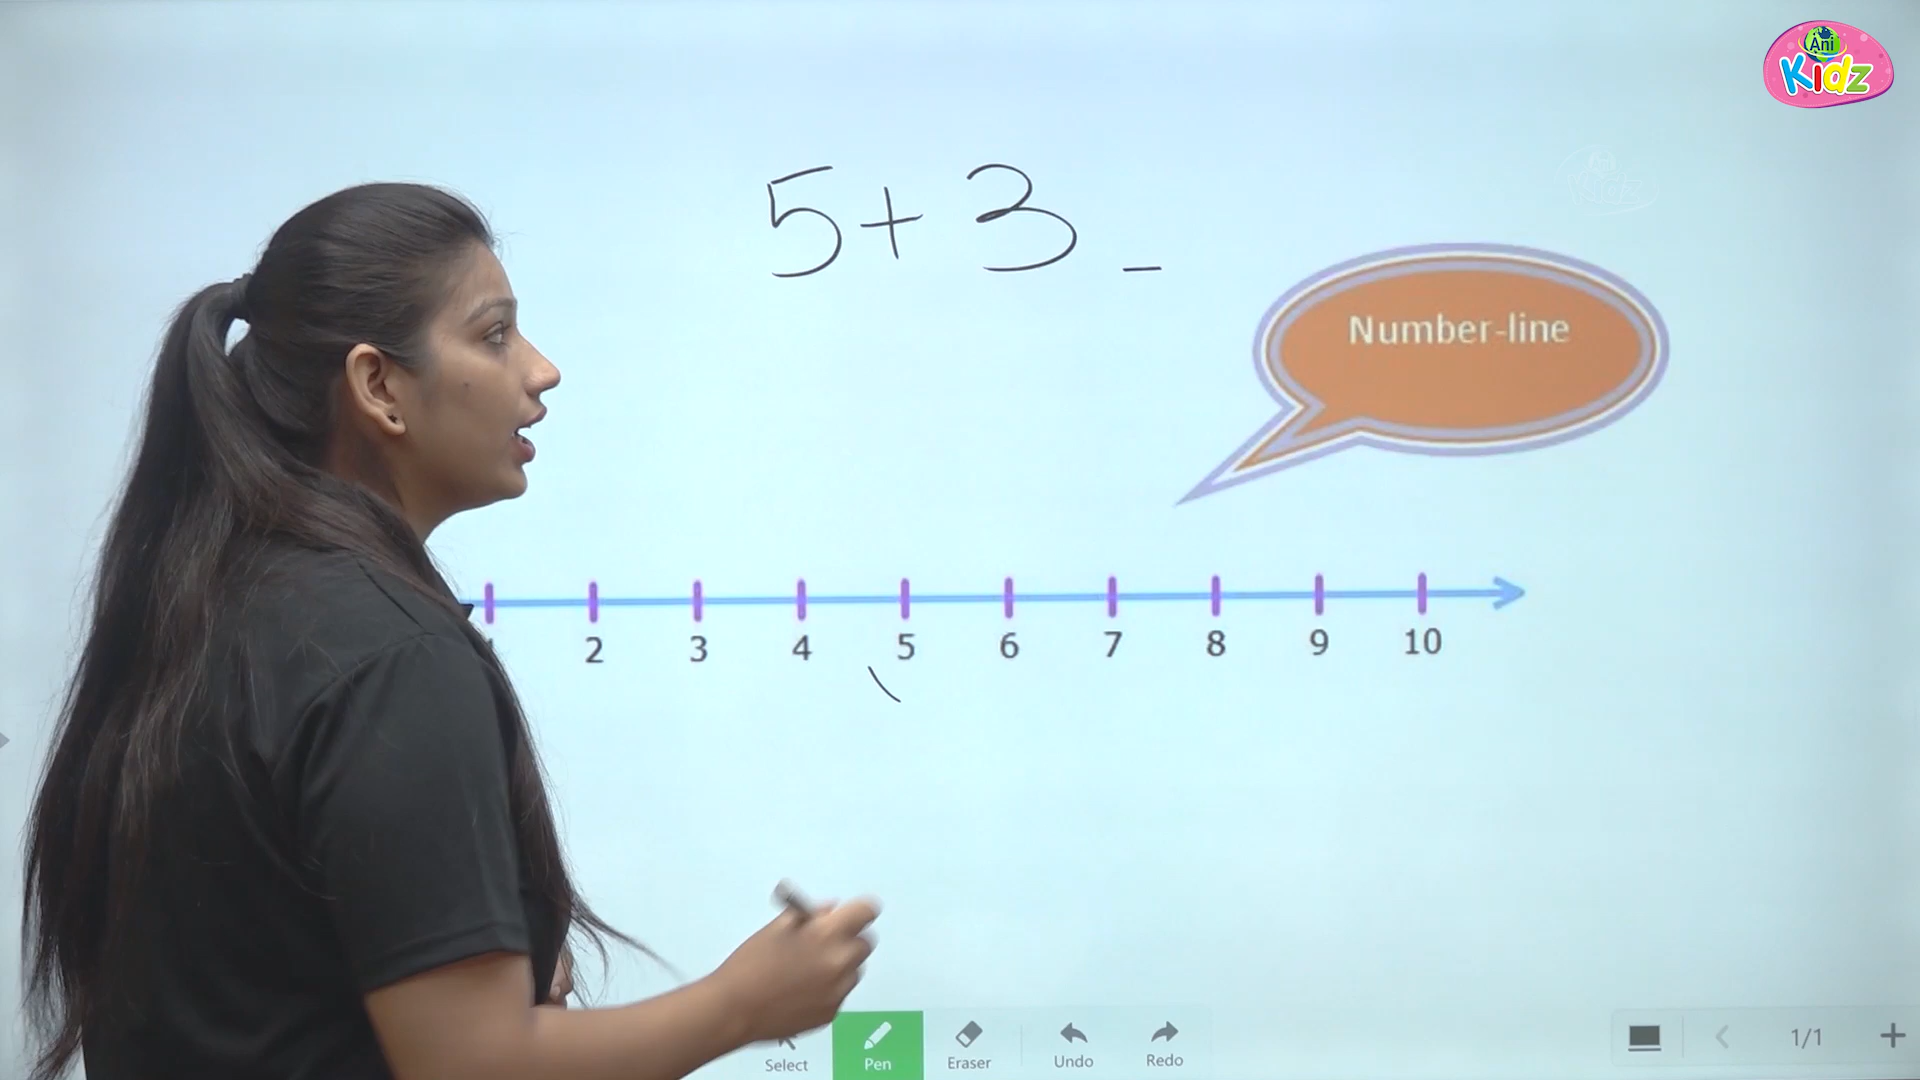 Ani
Kidz
5+3_
Number-line
2 3 4 5 6 7 8 9 10
Select Pen Eraser Undo Redo
1/1